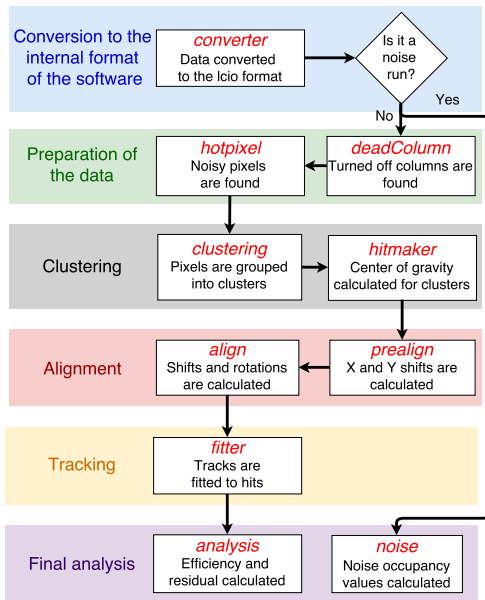 Conversion to the
internal format
of the software
converter
Data converted
to the lcio format
Is it a
noise
run?
Yes
No
Preparation of
the data
hotpixel
Noisy pixels
are found
deadColumn
Turned off columns are
found
Clustering
clustering
Pixels are grouped
into clusters
hitmaker
Center of gravity
calculated for clusters
Alignment
align
Shifts and rotations
are calculated
prealign
X and Y shifts are
calculated
Tracking
fitter
Tracks are
fitted to hits
Final analysis
analysis
Efficiency and
residual calculated
noise
Noise occupancy
values calculated